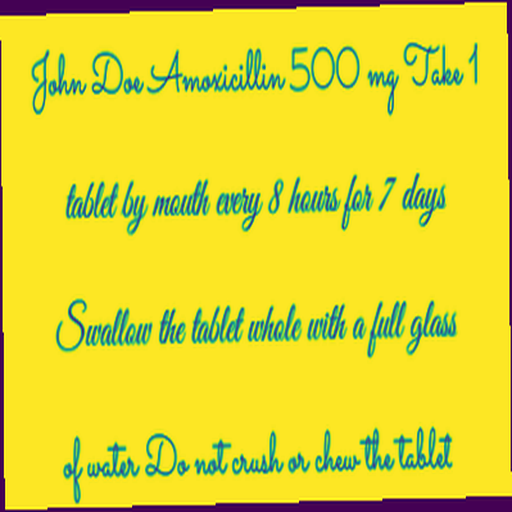 John Doe Amoxicillin 500 mg Take 1
tablet by mouth every 8 hours for 7 days
Swallow the tablet whole with a full glass
of water Do not crush or chew the tablet